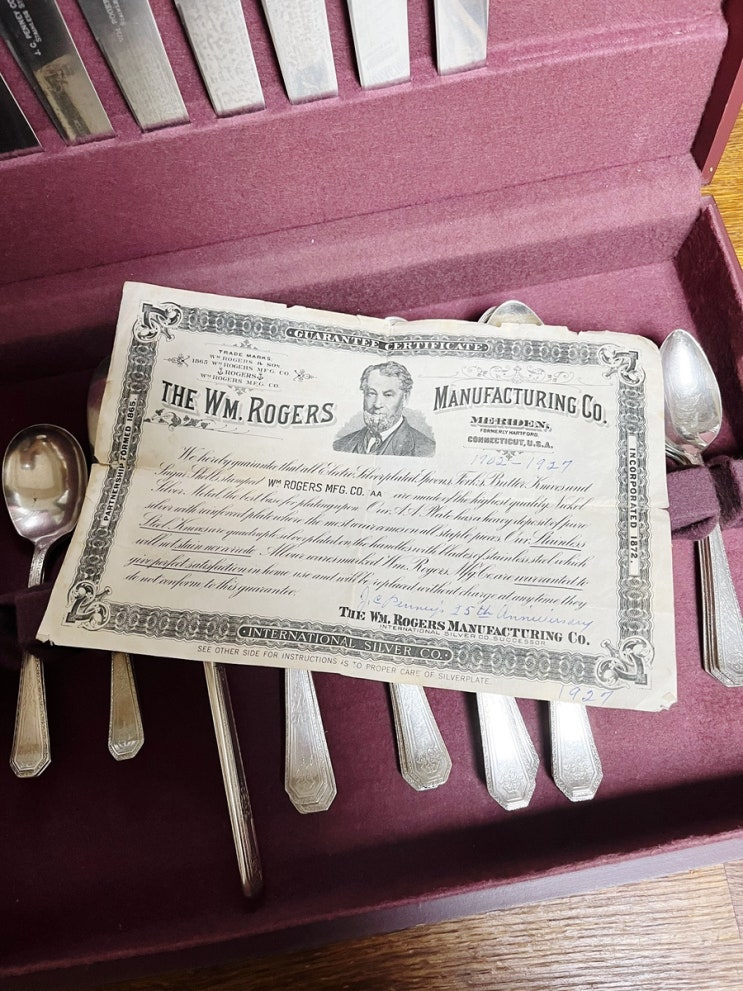 J.C. PENNEY CO
STAINLESS
GUARANTEE CERTIFICATE
TRADE MARKS:
WM ROGERS & SON.
1865 WM ROGERS MFG. CO.
ROGERS
WM ROGERS MFG. CO.
THE WM. ROGERS MANUFACTURING CO.
MERIDEN,
FORMERLY HARTFORD,
CONNECTICUT, U.S.A.
1902-1927
PARTNERSHIP FORMED 1865.
INCORPORATED 1872.
We hereby guarantee that all Electro Silverplated Spoons, Forks, Butter Knives and
Sugar Shells stamped WM ROGERS MFG. CO. AA are made of the highest quality Nickel
Silver Metal the best base for plating upon. Our A.A. Plate has a heavy deposit of pure
silver with reinforced plate where the most wear comes on all staple pieces. Our Stainless
Steel Knives are quadruple silverplated on the handles with blades of stainless steel which
will not stain nor oxide. All our wares marked Wm. Rogers Mfg Co. are warranted to
give perfect satisfaction in home use and will be replaced without charge at any time they
do not conform to this guarantee.
J.C Penney's 25th Anniversary
THE WM. ROGERS MANUFACTURING CO.
INTERNATIONAL SILVER CO. SUCCESSOR
INTERNATIONAL SILVER CO.
SEE OTHER SIDE FOR INSTRUCTIONS AS TO PROPER CARE OF SILVERPLATE.
1927